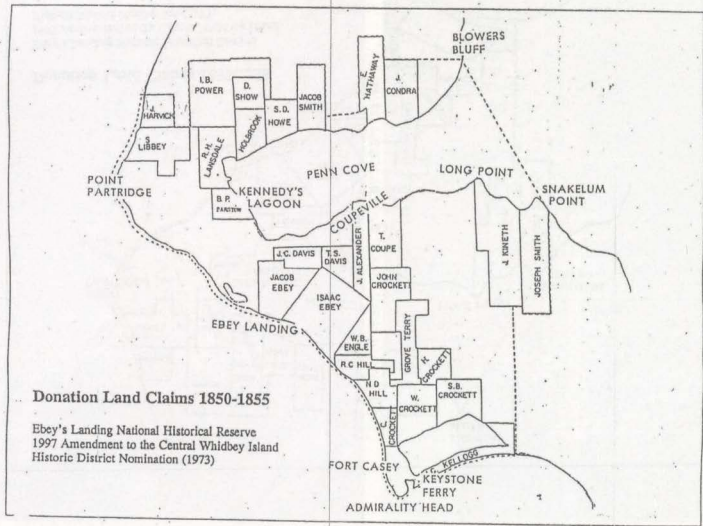 BLOWERS
BLUFF
E.
HATHAWAY
J.
CONDRA
I.B.
POWER
D.
SHOW
S.D.
HOWE
JACOB
SMITH
HOLBROOK
J.
HARVICK
S
LIBBEY
R.H.
LANSDALE
PENN COVE
LONG POINT
SNAKELUM
POINT
POINT
PARTRIDGE
KENNEDY'S
LAGOON
B.P.
COUPEVILLE
T.
COUPE
J. ALEXANDER
J.C. DAVIS
T.S.
DAVIS
J. KINETH
JOSEPH SMITH
JACOB
EBEY
ISAAC
EBEY
JOHN
CROCKETT
EBEY LANDING
GROVE TERRY
W.B.
ENGLE
R.C HILL
H.
CROCKETT
N D
HILL
W.
CROCKETT
S.B.
CROCKETT
C.
CROCKETT
Donation Land Claims 1850-1855
Ebey's Landing National Historical Reserve
1997 Amendment to the Central Whidbey Island
Historic District Nomination (1973)
FORT CASEY
KELLOGG
KEYSTONE
FERRY
ADMIRALITY HEAD